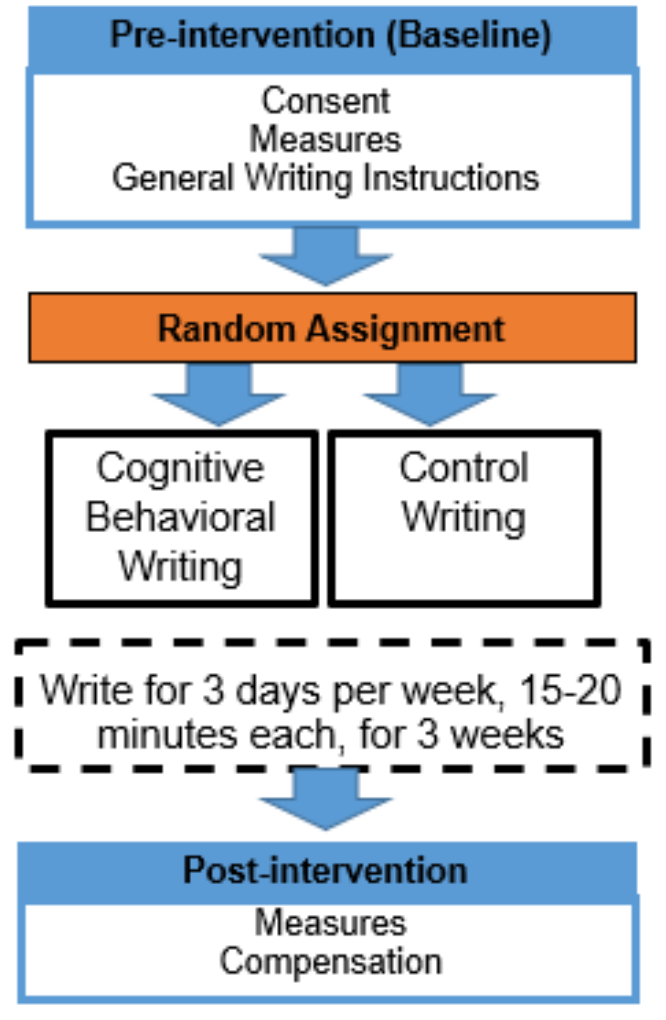 Pre-intervention (Baseline)
Consent
Measures
General Writing Instructions
Random Assignment
Cognitive
Behavioral
Writing
Control
Writing
Write for 3 days per week, 15-20
minutes each, for 3 weeks
Post-intervention
Measures
Compensation